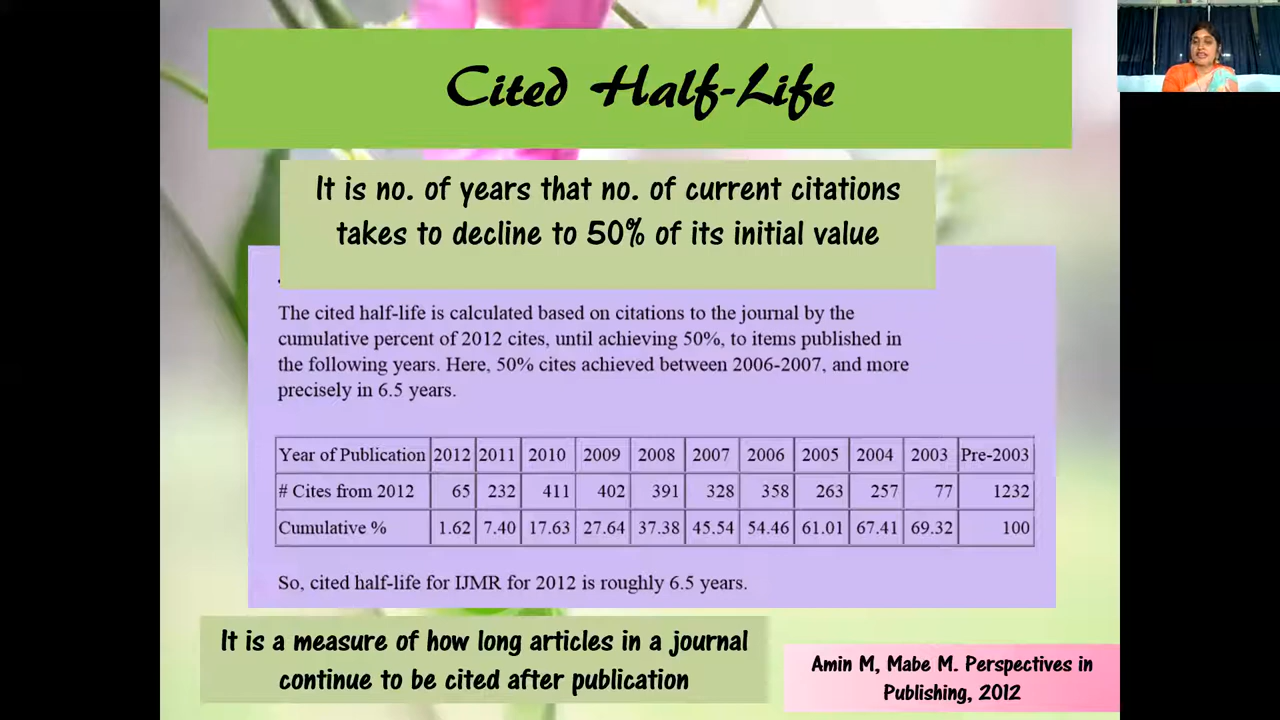 Cited Half-Life
It is no. of years that no. of current citations
takes to decline to 50% of its initial value
The cited half-life is calculated based on citations to the journal by the
cumulative percent of 2012 cites, until achieving 50%, to items published in
the following years. Here, 50% cites achieved between 2006-2007, and more
precisely in 6.5 years.
Year of Publication 2012 2011 2010 2009 2008 2007 2006 2005 2004 2003 Pre-2003
# Cites from 2012 65 232 411 402 391 328 358 263 257 77 1232
Cumulative % 1.62 7.40 17.63 27.64 37.38 45.54 54.46 61.01 67.41 69.32 100
So, cited half-life for IJMR for 2012 is roughly 6.5 years.
It is a measure of how long articles in a journal
continue to be cited after publication
Amin M, Mabe M. Perspectives in
Publishing, 2012